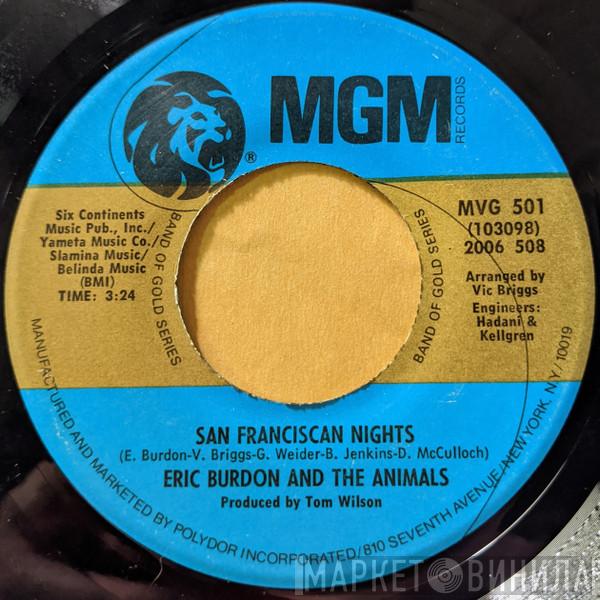 MGM
RECORDS
®
Six Continents
Music Pub., Inc./
Yameta Music Co./
Slamina Music/
Belinda Music
(BMI)
TIME: 3:24
BAND OF GOLD SERIES
BAND OF GOLD SERIES
MVG 501
(103098)
2006 508
Arranged by
Vic Briggs
Engineers:
Hadani &
Kellgren
SAN FRANCISCAN NIGHTS
(E. Burdon-V. Briggs-G. Weider-B. Jenkins-D. McCulloch)
ERIC BURDON AND THE ANIMALS
Produced by Tom Wilson
MANUFACTURED AND MARKETED BY POLYDOR INCORPORATED/810 SEVENTH AVENUE/NEW YORK, N.Y./10019
МАРКЕТ ВИНИЛА